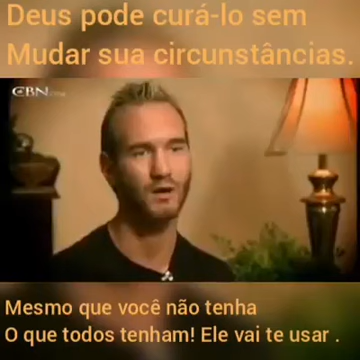 Deus pode curá-lo sem
Mudar sua circunstâncias.
CBN
Mesmo que você não tenha
O que todos tenham! Ele vai te usar .